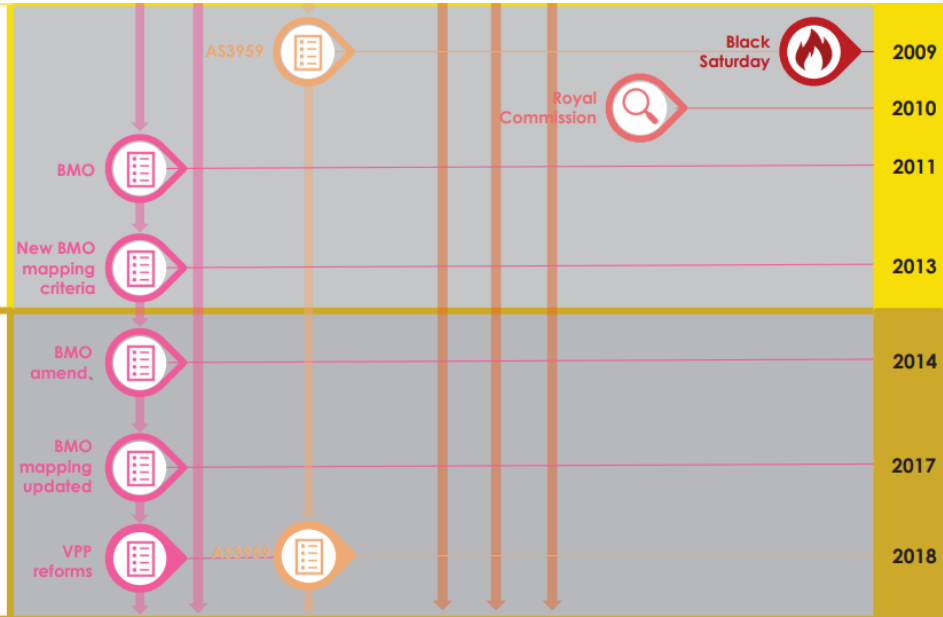 AS3959
Black
Saturday
2009
Royal
Commission
2010
BMO
2011
New BMO
mapping
criteria
2013
BMO
amend、
2014
BMO
mapping
updated
2017
VPP
reforms
AS3959
2018